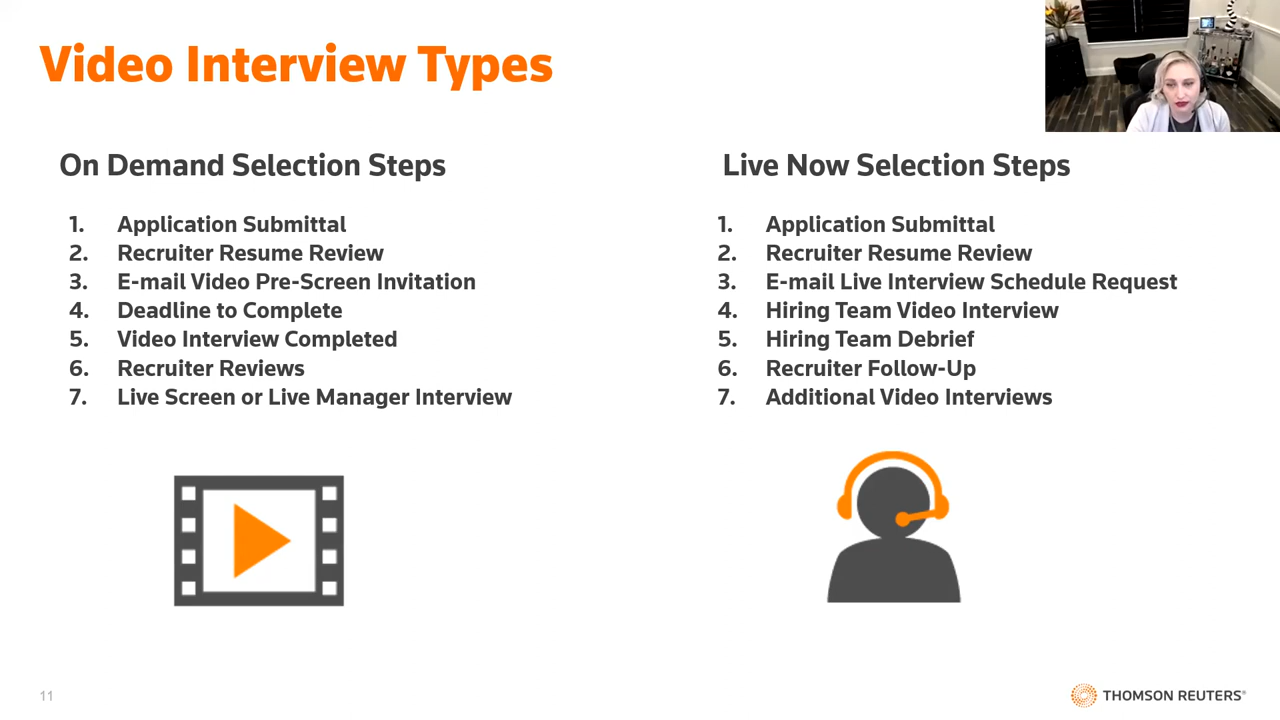 Video Interview Types
On Demand Selection Steps
1. Application Submittal
2. Recruiter Resume Review
3. E-mail Video Pre-Screen Invitation
4. Deadline to Complete
5. Video Interview Completed
6. Recruiter Reviews
7. Live Screen or Live Manager Interview
Live Now Selection Steps
1. Application Submittal
2. Recruiter Resume Review
3. E-mail Live Interview Schedule Request
4. Hiring Team Video Interview
5. Hiring Team Debrief
6. Recruiter Follow-Up
7. Additional Video Interviews
11
THOMSON REUTERS®